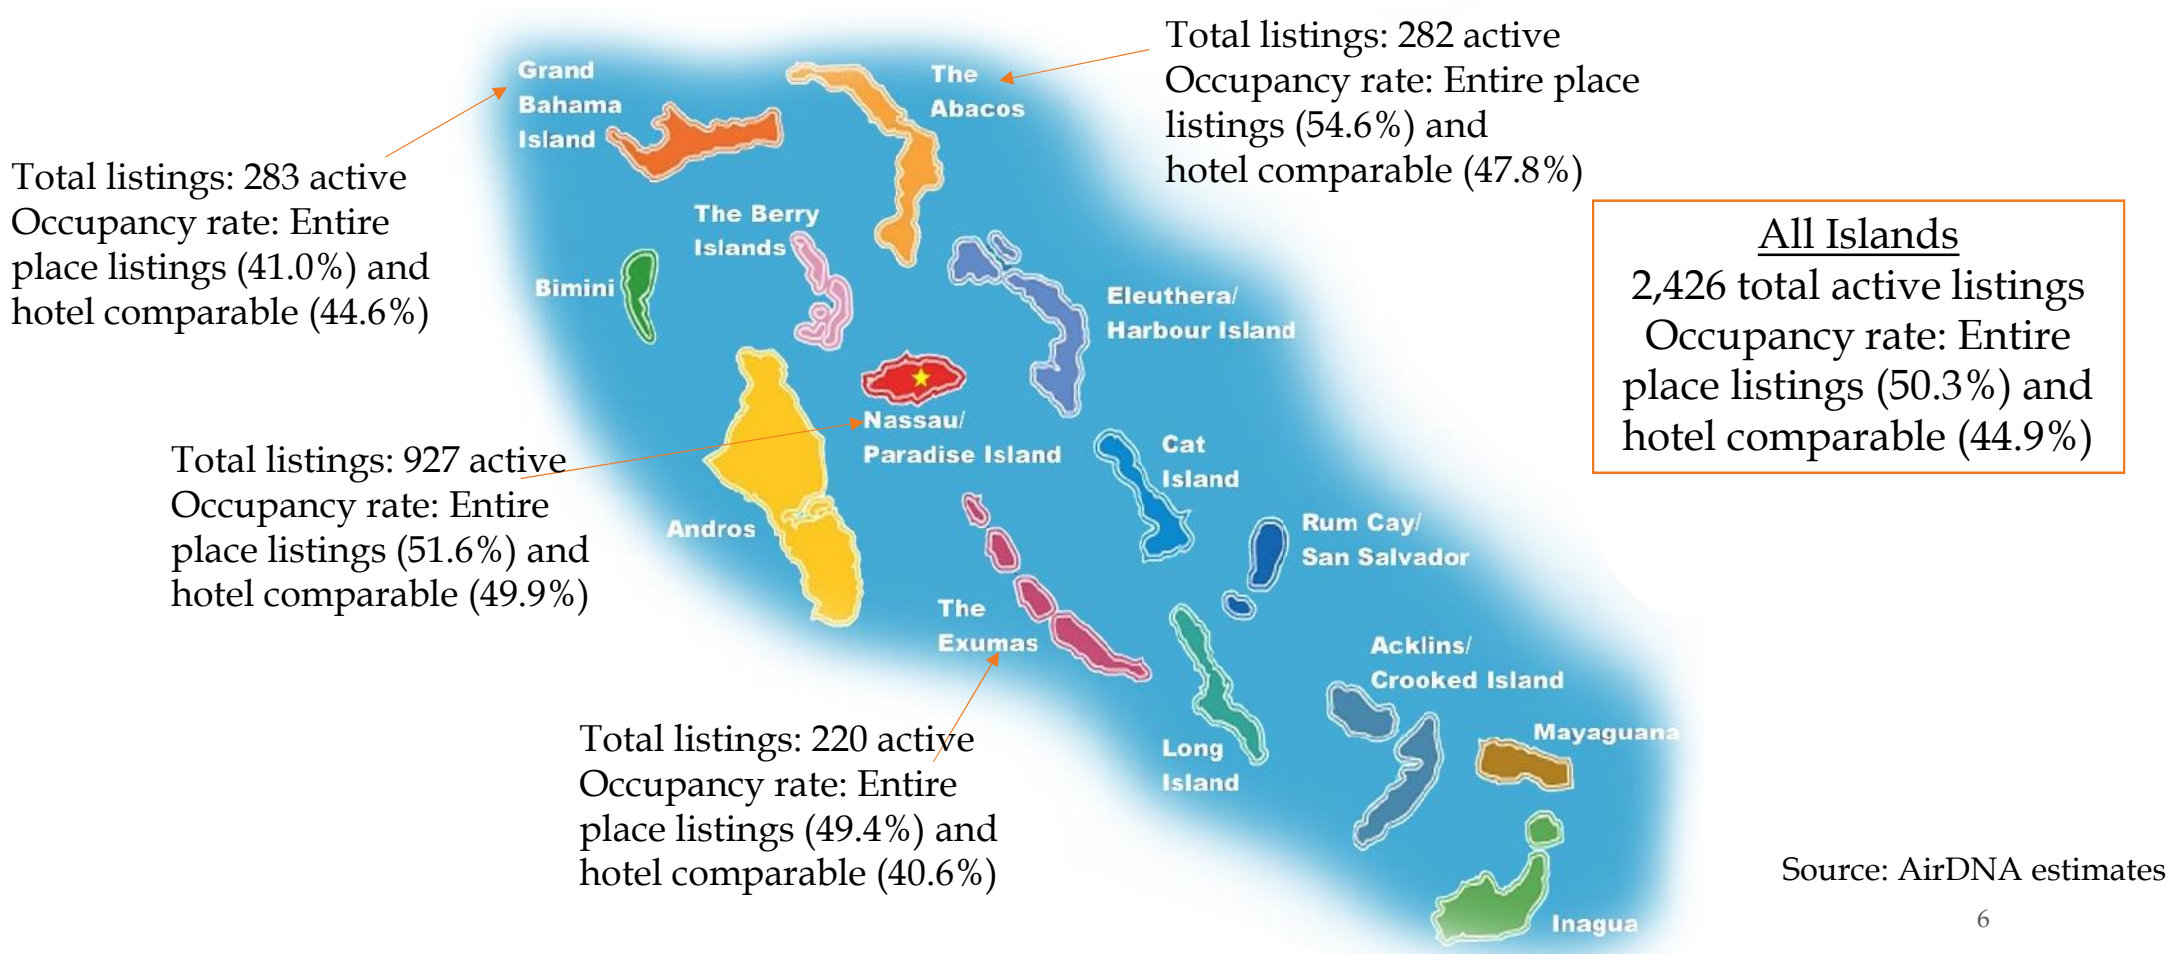 Total listings: 282 active
Occupancy rate: Entire place
listings (54.6%) and
hotel comparable (47.8%)
Grand
Bahama
Island
The
Abacos
Total listings: 283 active
Occupancy rate: Entire
place listings (41.0%) and
hotel comparable (44.6%)
The Berry
Islands
Bimini
Eleuthera/
Harbour Island
All Islands
2,426 total active listings
Occupancy rate: Entire
place listings (50.3%) and
hotel comparable (44.9%)
Nassau/
Paradise Island
Total listings: 927 active
Occupancy rate: Entire
place listings (51.6%) and
hotel comparable (49.9%)
Cat
Island
Andros
Rum Cay/
San Salvador
The
Exumas
Acklins/
Crooked Island
Total listings: 220 active
Occupancy rate: Entire
place listings (49.4%) and
hotel comparable (40.6%)
Long
Island
Mayaguana
Inagua
Source: AirDNA estimates
6